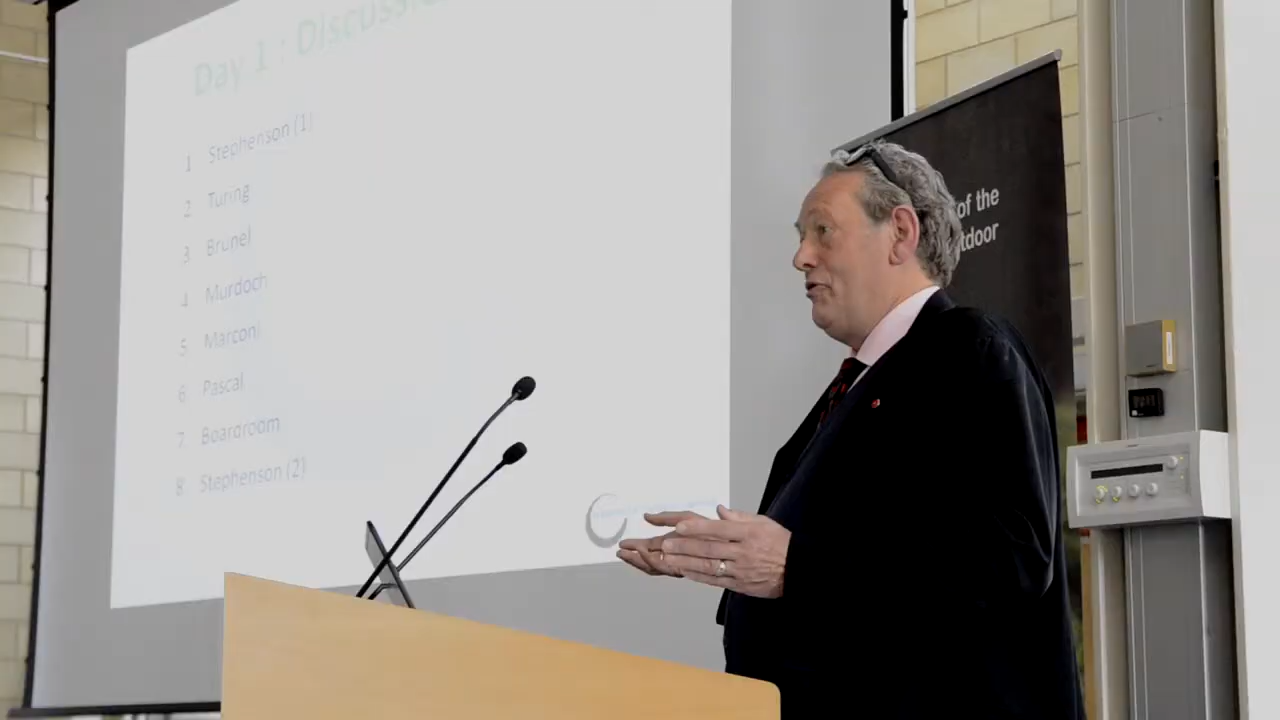 Day 1 : Discussi
1 Stephenson (1)
2 Turing
3 Brunel
4 Murdoch
5 Marconi
6 Pascal
7 Boardroom
8 Stephenson (2)
of the
tdoor